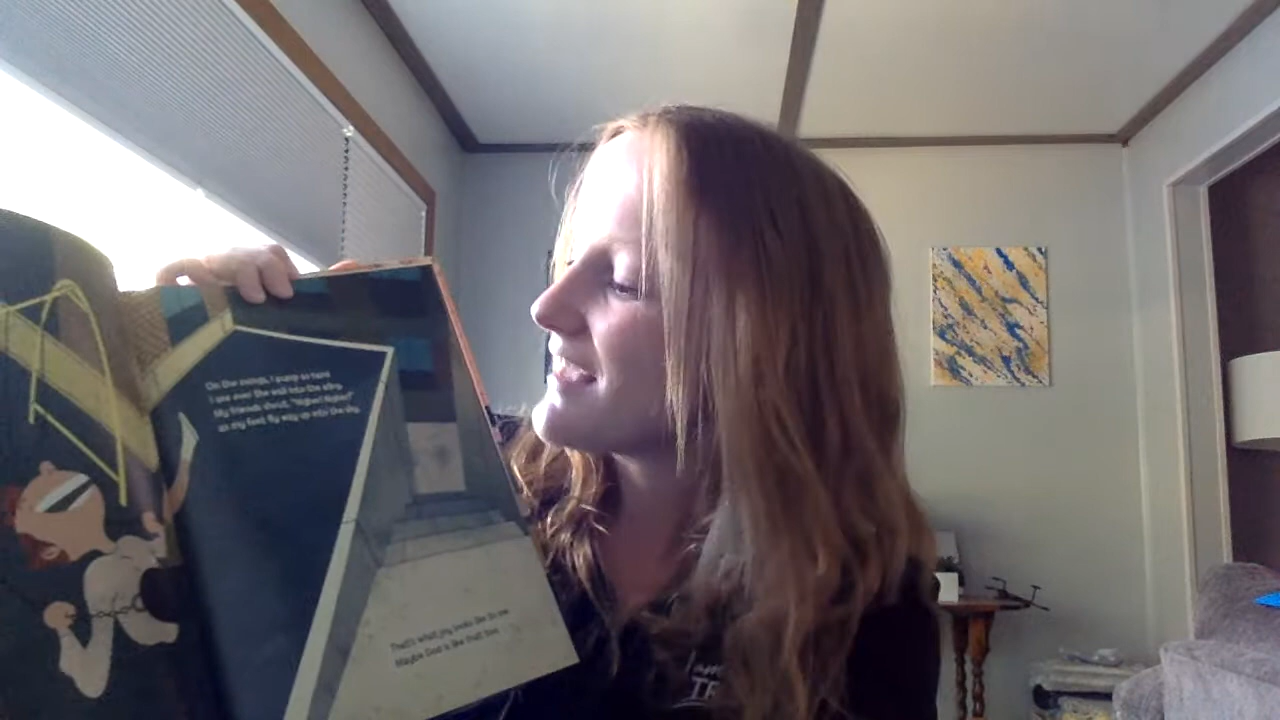 On the swings, I pump so hard
I see over the wall into the alley.
My friends shout, "Higher! Higher!"
as my feet fly way up into the sky.
That's what joy looks like to me.
Maybe God is like that too.
I am